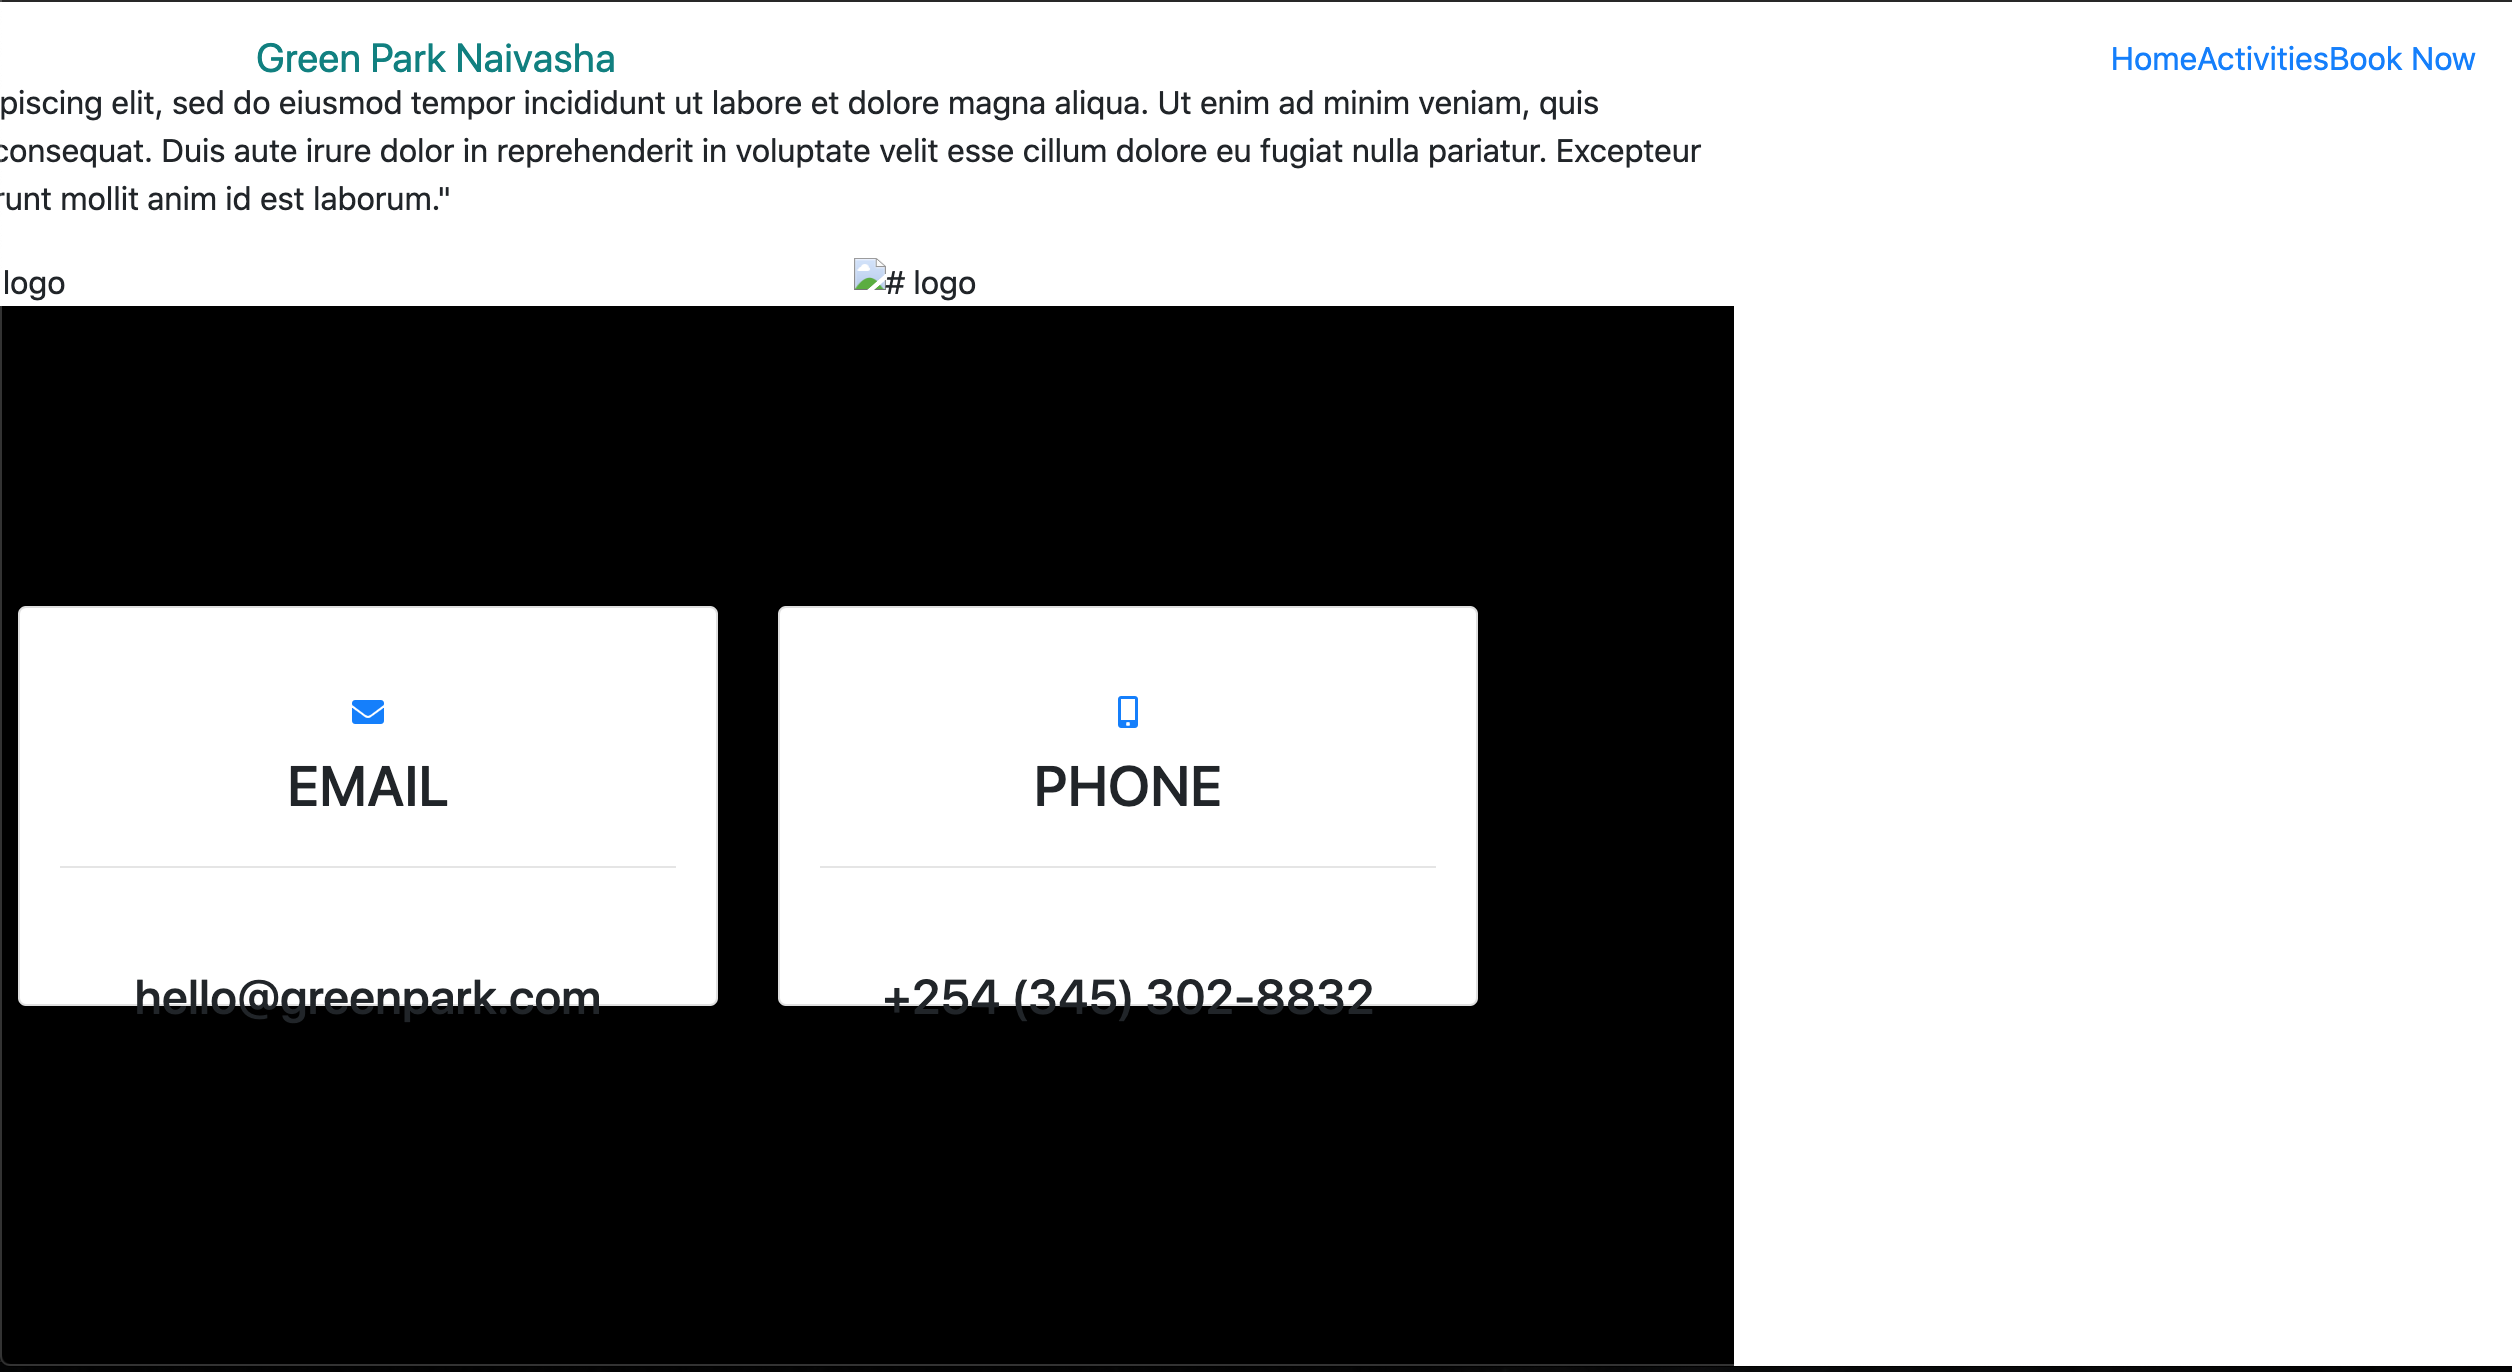 Green Park Naivasha
HomeActivitiesBook Now
piscing elit, sed do eiusmod tempor incididunt ut labore et dolore magna aliqua. Ut enim ad minim veniam, quis
consequat. Duis aute irure dolor in reprehenderit in voluptate velit esse cillum dolore eu fugiat nulla pariatur. Excepteur
runt mollit anim id est laborum."
logo
# logo
EMAIL
PHONE
hello@greenpark.com
+254 (345) 302-8832